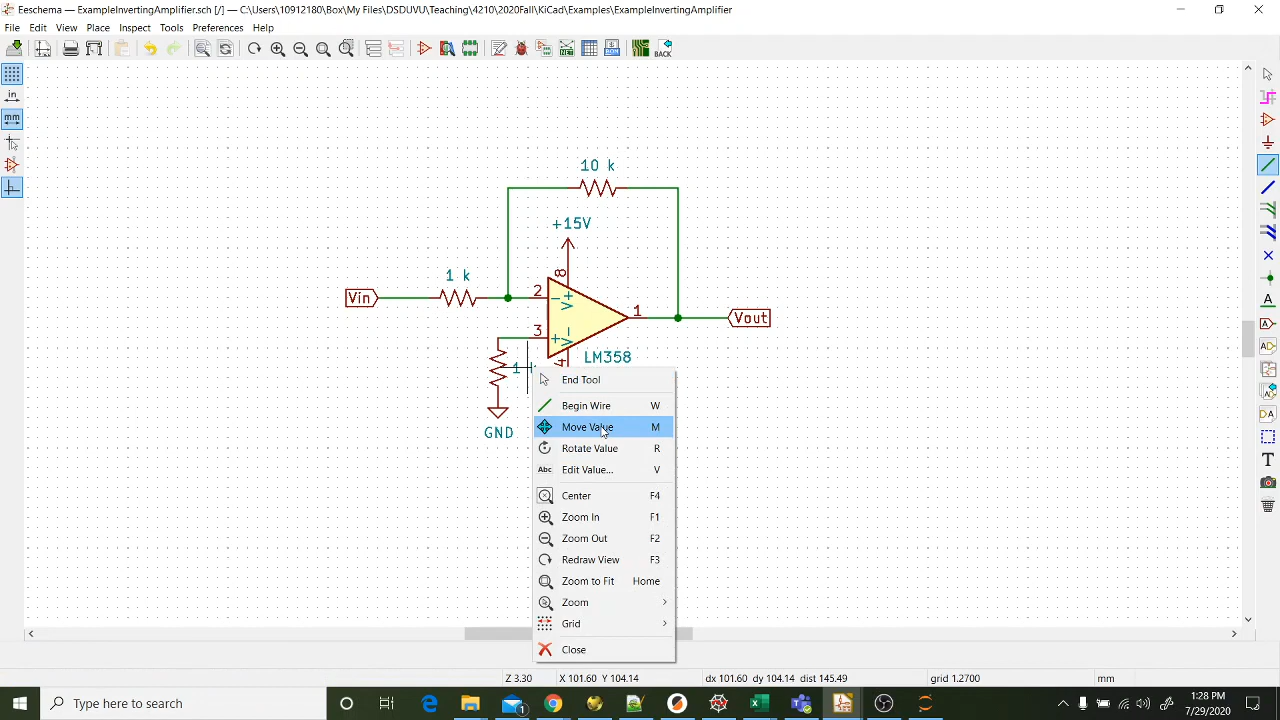 Eeschema — ExampleInvertingAmplifier.sch [/] — C:\Users\10912180\Box\My Files\DSDUVU\Teaching\4210\2020Fall\KiCad\Examples\ExampleInvertingAmplifier
File Edit View Place Inspect Tools Preferences Help
BACK
in
mm
10 k
+15V
8
1 k
Vin
2
V+
1
Vout
3
V-
LM358
1 k
4
GND
End Tool
Begin Wire W
Move Value M
Rotate Value R
Abc Edit Value... V
Center F4
Zoom In F1
Zoom Out F2
Redraw View F3
Zoom to Fit Home
Zoom
Grid
Close
A
T
Z 3.30 X 101.60 Y 104.14 dx 101.60 dy 104.14 dist 145.49 grid 1.2700 mm
Type here to search
1
1:28 PM
7/29/2020